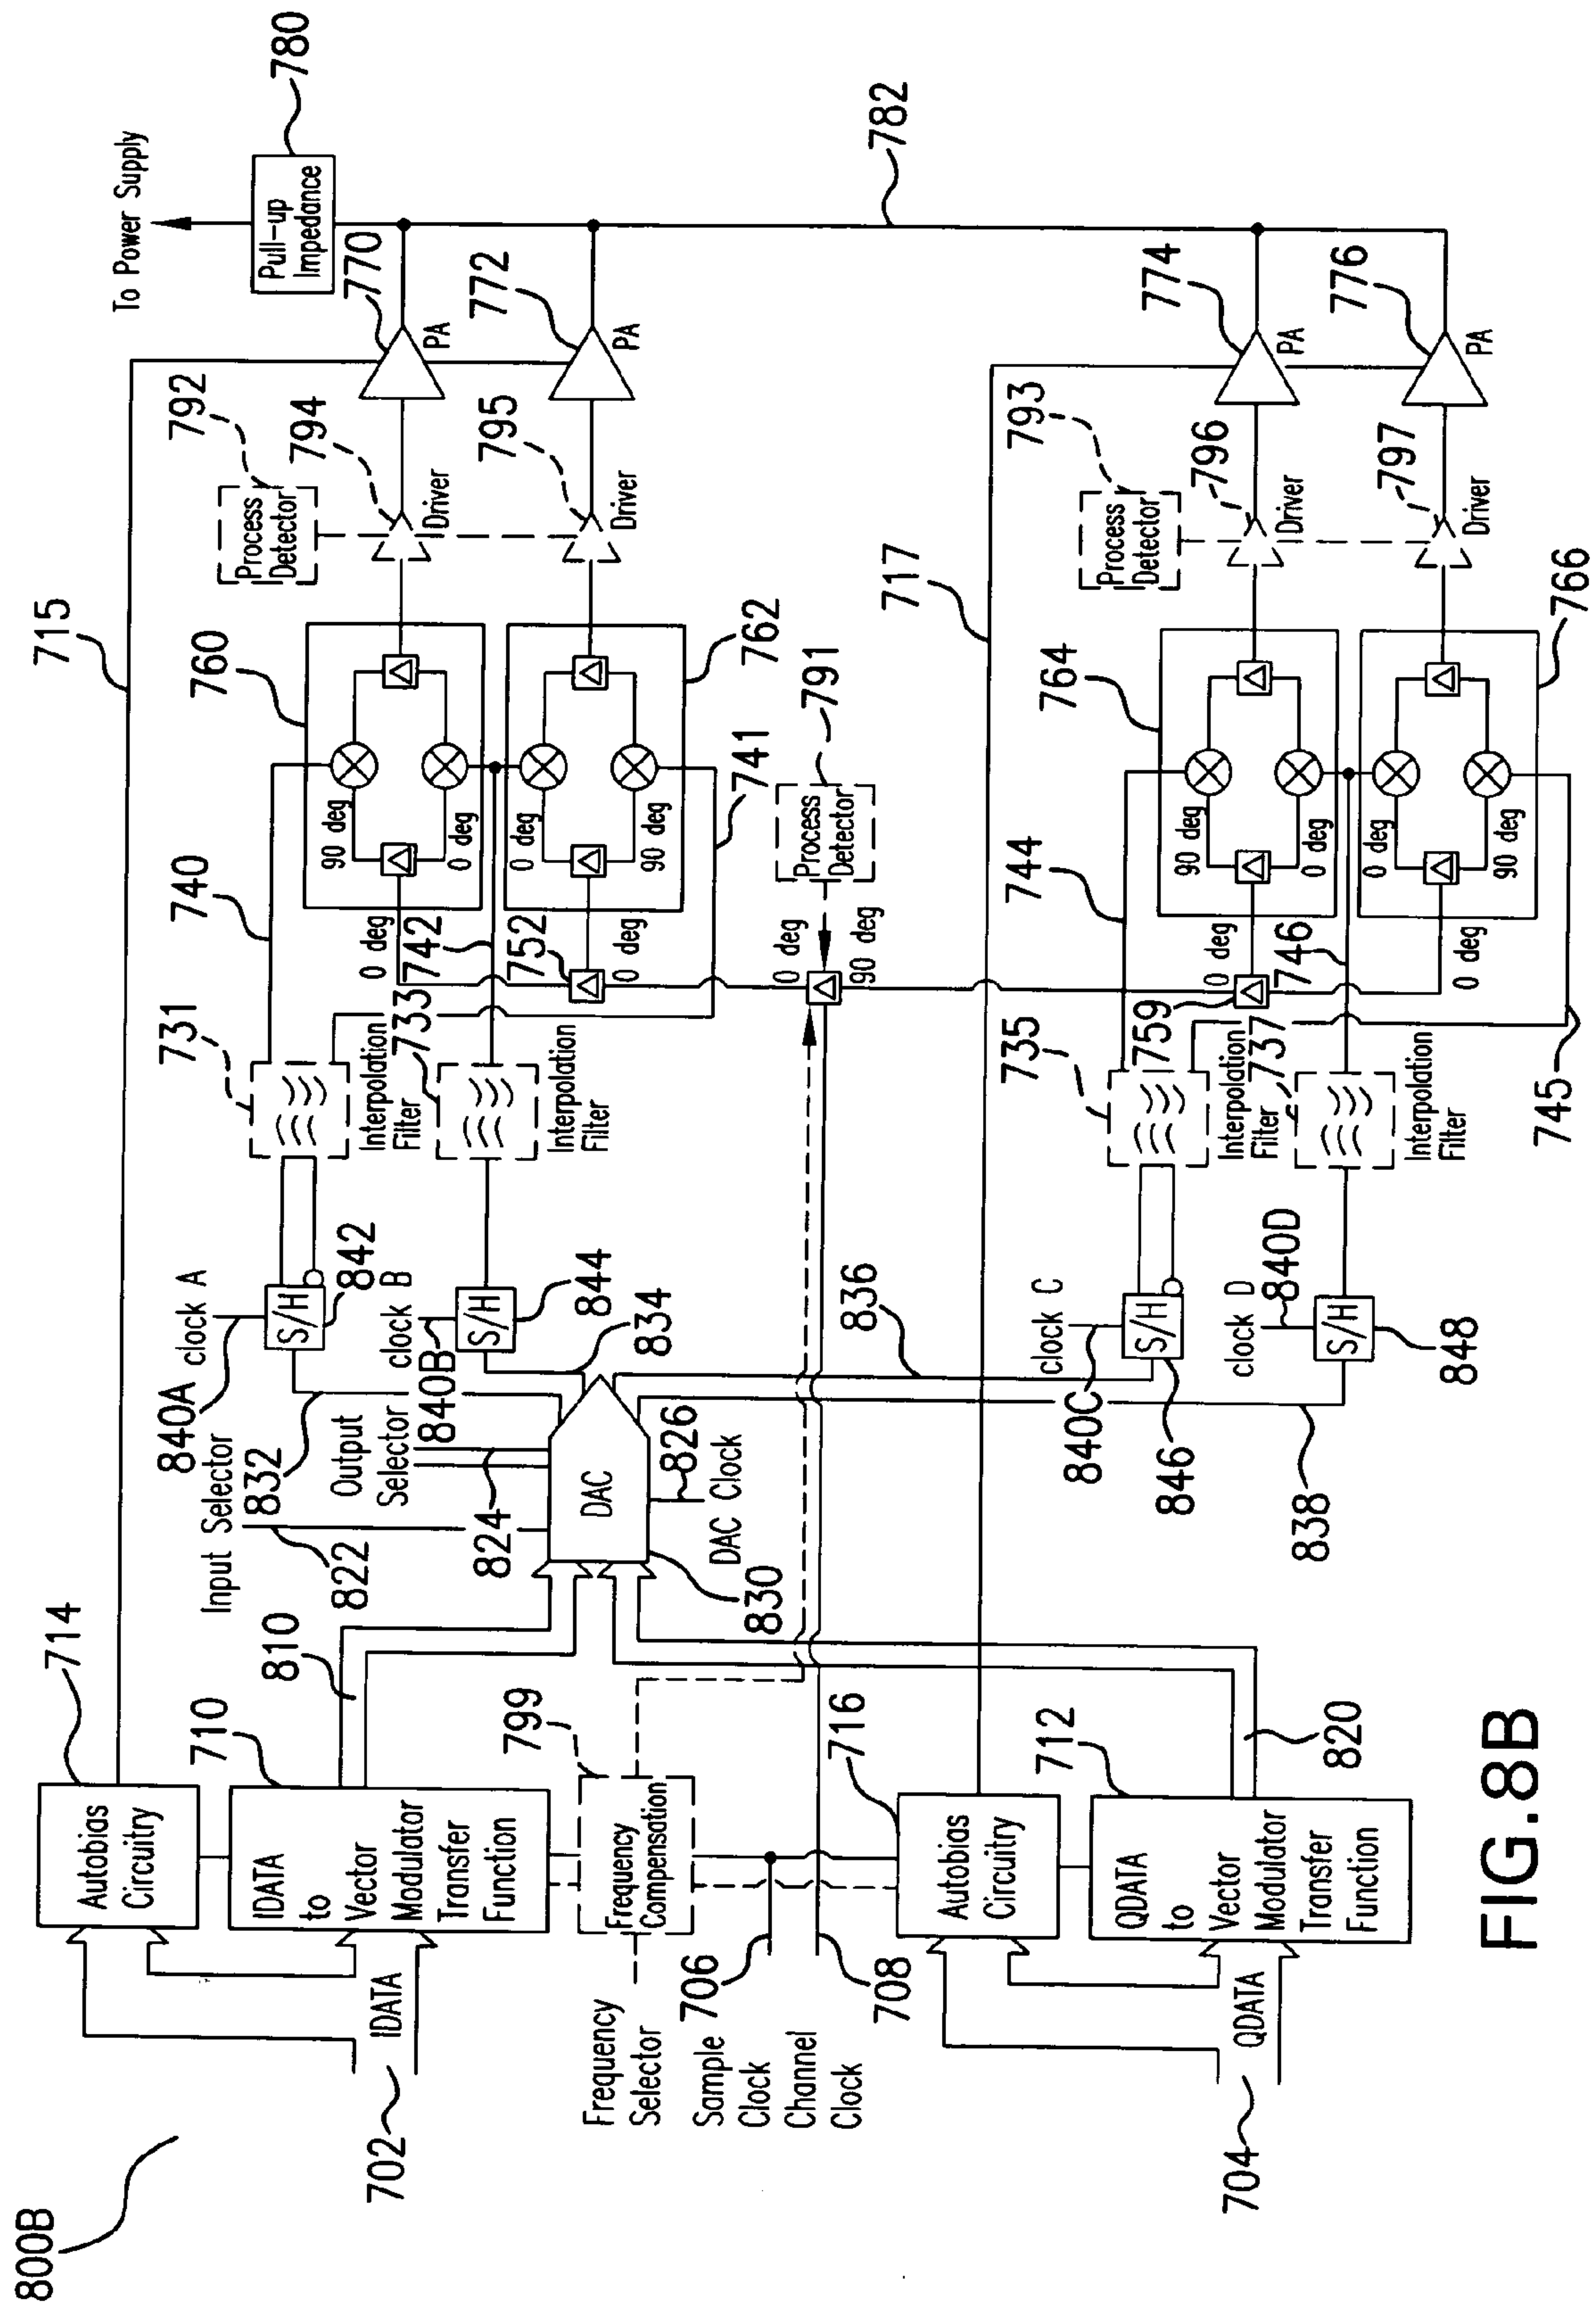 800B
702
IDATA
714
Autobias
Circuitry
715
710
IDATA
to
Vector
Modulator
Transfer
Function
810
Input Selector
822
832
Output
Selector
824
840A
clock A
S/H
842
clock B
840B
S/H
844
834
DAC
830
826
DAC Clock
731
Interpolation
Filter
733
Interpolation
Filter
740
742
741
760
90 deg
0 deg
0 deg
752
0 deg
0 deg
90 deg
762
792
Process
Detector
794
Driver
795
Driver
770
PA
772
PA
To Power Supply
Pull-up
Impedance
780
782
Frequency
Selector
799
Frequency
Compensation
706
Sample
Clock
708
Channel
Clock
791
Process
Detector
0 deg
90 deg
836
704
QDATA
716
Autobias
Circuitry
717
712
QDATA
to
Vector
Modulator
Transfer
Function
820
838
clock C
840C
S/H
846
clock D
840D
S/H
848
735
Interpolation
Filter
737
Interpolation
Filter
744
746
745
759
0 deg
0 deg
764
90 deg
0 deg
0 deg
90 deg
766
793
Process
Detector
796
Driver
797
Driver
774
PA
776
PA
FIG.8B